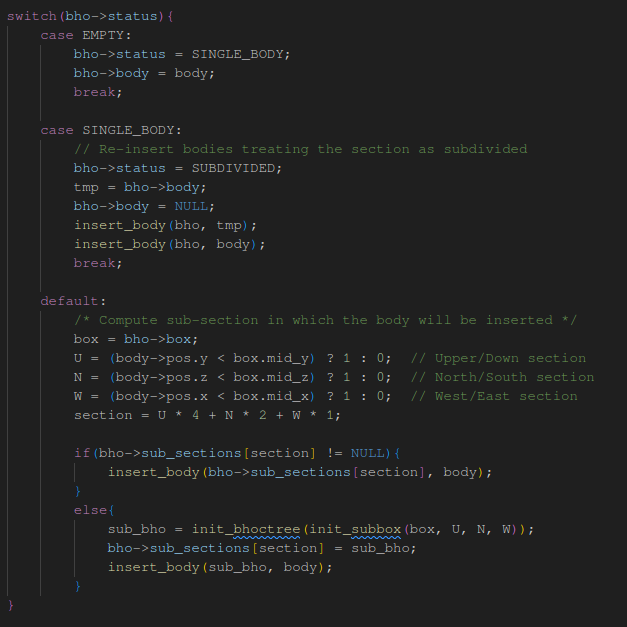 switch(bho->status){
    case EMPTY:
        bho->status = SINGLE_BODY;
        bho->body = body;
        break;

    case SINGLE_BODY:
        // Re-insert bodies treating the section as subdivided
        bho->status = SUBDIVIDED;
        tmp = bho->body;
        bho->body = NULL;
        insert_body(bho, tmp);
        insert_body(bho, body);
        break;

    default:
        /* Compute sub-section in which the body will be inserted */
        box = bho->box;
        U = (body->pos.y < box.mid_y) ? 1 : 0;  // Upper/Down section
        N = (body->pos.z < box.mid_z) ? 1 : 0;  // North/South section
        W = (body->pos.x < box.mid_x) ? 1 : 0;  // West/East section
        section = U * 4 + N * 2 + W * 1;

        if(bho->sub_sections[section] != NULL){
            insert_body(bho->sub_sections[section], body);
        }
        else{
            sub_bho = init_bhoctree(init_subbox(box, U, N, W));
            bho->sub_sections[section] = sub_bho;
            insert_body(sub_bho, body);
        }
}